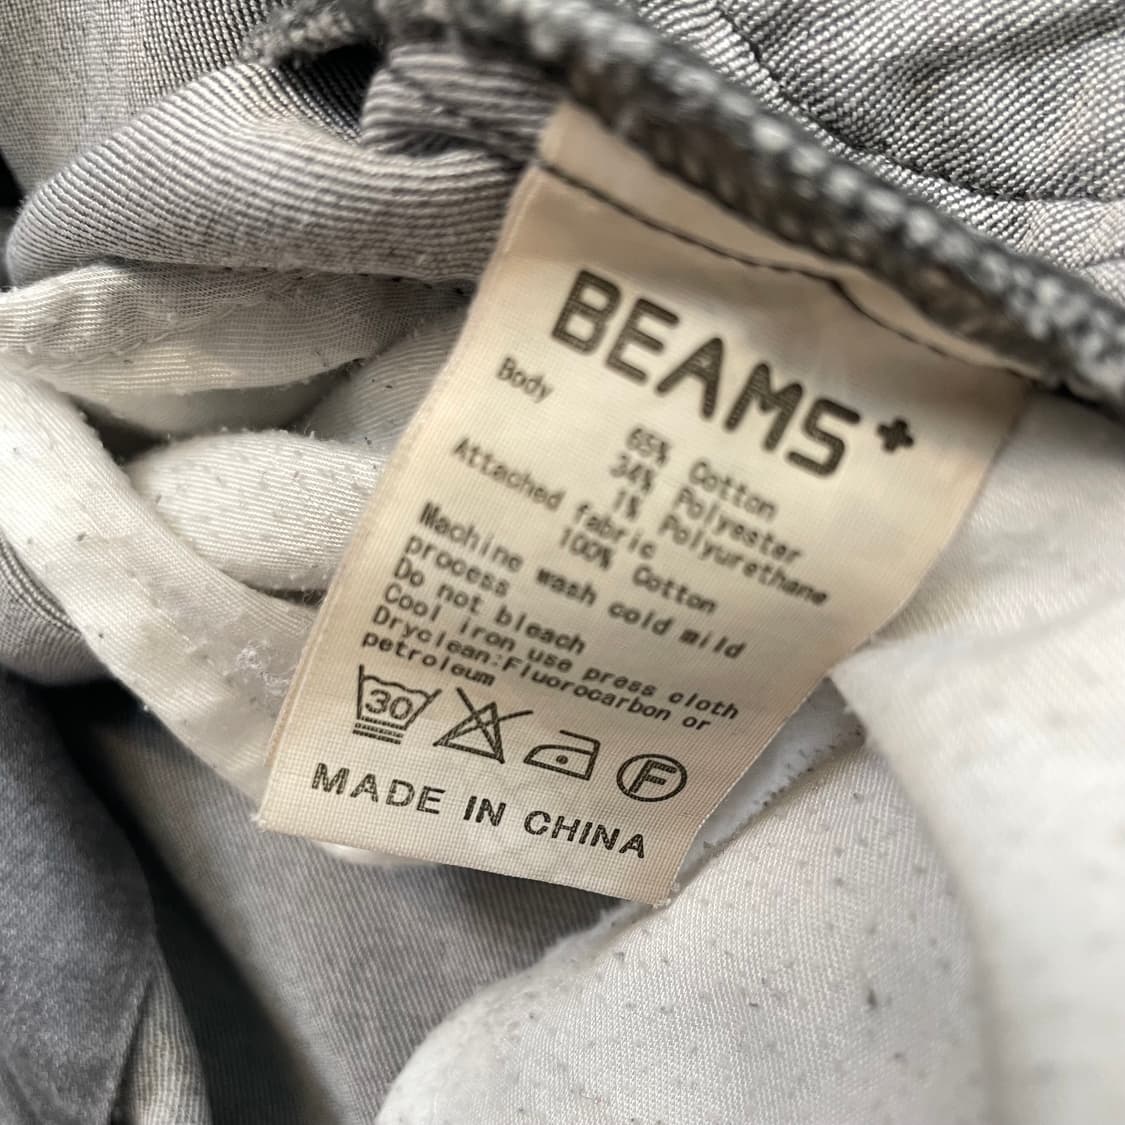 BEAMS+
Body
65% Cotton
34% Polyester
1% Polyurethane
Attached fabric
100% Cotton
Machine wash cold mild
process
Do not bleach
Cool iron use press cloth
Dryclean:Fluorocarbon or
petroleum
30 F
MADE IN CHINA